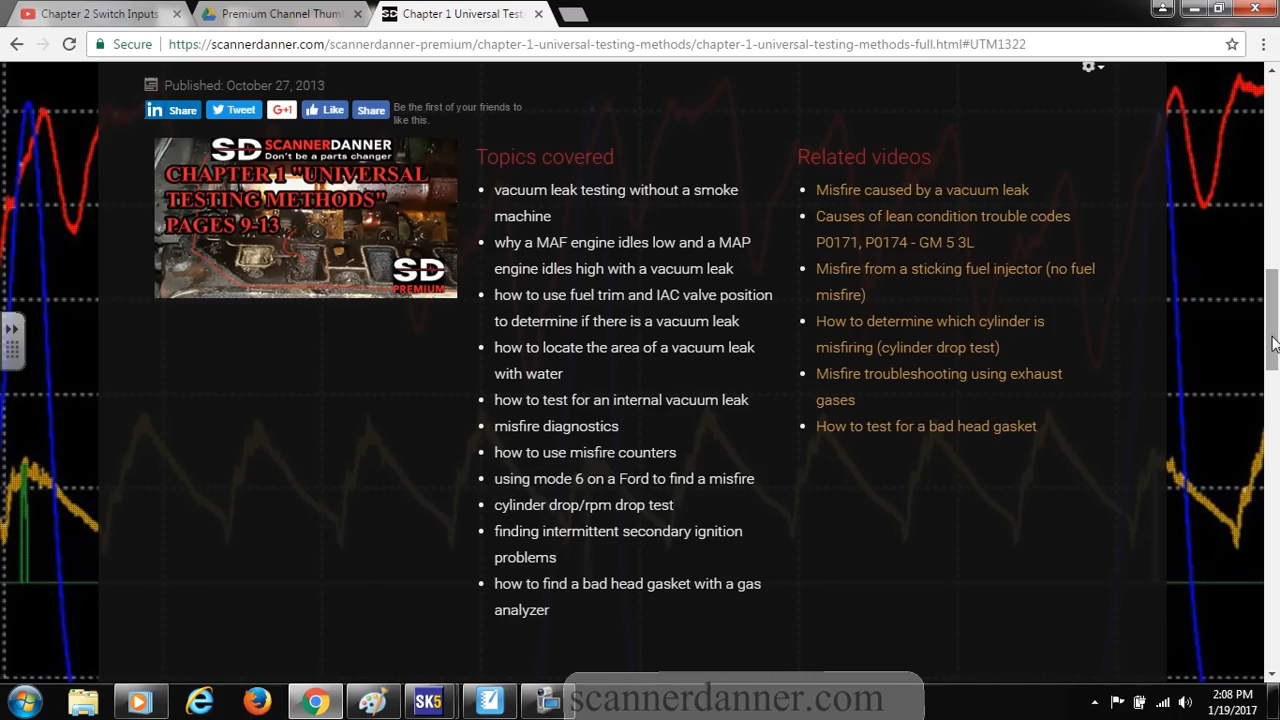 Chapter 2 Switch Inputs
Premium Channel Thumb
SD Chapter 1 Universal Test
Secure https://scannerdanner.com/scannerdanner-premium/chapter-1-universal-testing-methods/chapter-1-universal-testing-methods-full.html#UTM1322
Published: October 27, 2013
in Share Tweet G+1 Like Share
Be the first of your friends to
like this.
SD SCANNERDANNER
Don't be a parts changer
CHAPTER 1 "UNIVERSAL
TESTING METHODS"
PAGES 9-13
SD
PREMIUM
Topics covered
vacuum leak testing without a smoke
machine
why a MAF engine idles low and a MAP
engine idles high with a vacuum leak
how to use fuel trim and IAC valve position
to determine if there is a vacuum leak
how to locate the area of a vacuum leak
with water
how to test for an internal vacuum leak
misfire diagnostics
how to use misfire counters
using mode 6 on a Ford to find a misfire
cylinder drop/rpm drop test
finding intermittent secondary ignition
problems
how to find a bad head gasket with a gas
analyzer
Related videos
Misfire caused by a vacuum leak
Causes of lean condition trouble codes
P0171, P0174 - GM 5 3L
Misfire from a sticking fuel injector (no fuel
misfire)
How to determine which cylinder is
misfiring (cylinder drop test)
Misfire troubleshooting using exhaust
gases
How to test for a bad head gasket
SK5
scannerdanner.com
2:08 PM
1/19/2017